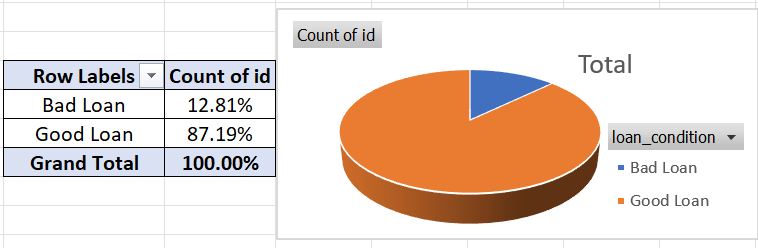 Row Labels Count of id
Bad Loan 12.81%
Good Loan 87.19%
Grand Total 100.00%
Count of id
Total
loan_condition
Bad Loan
Good Loan